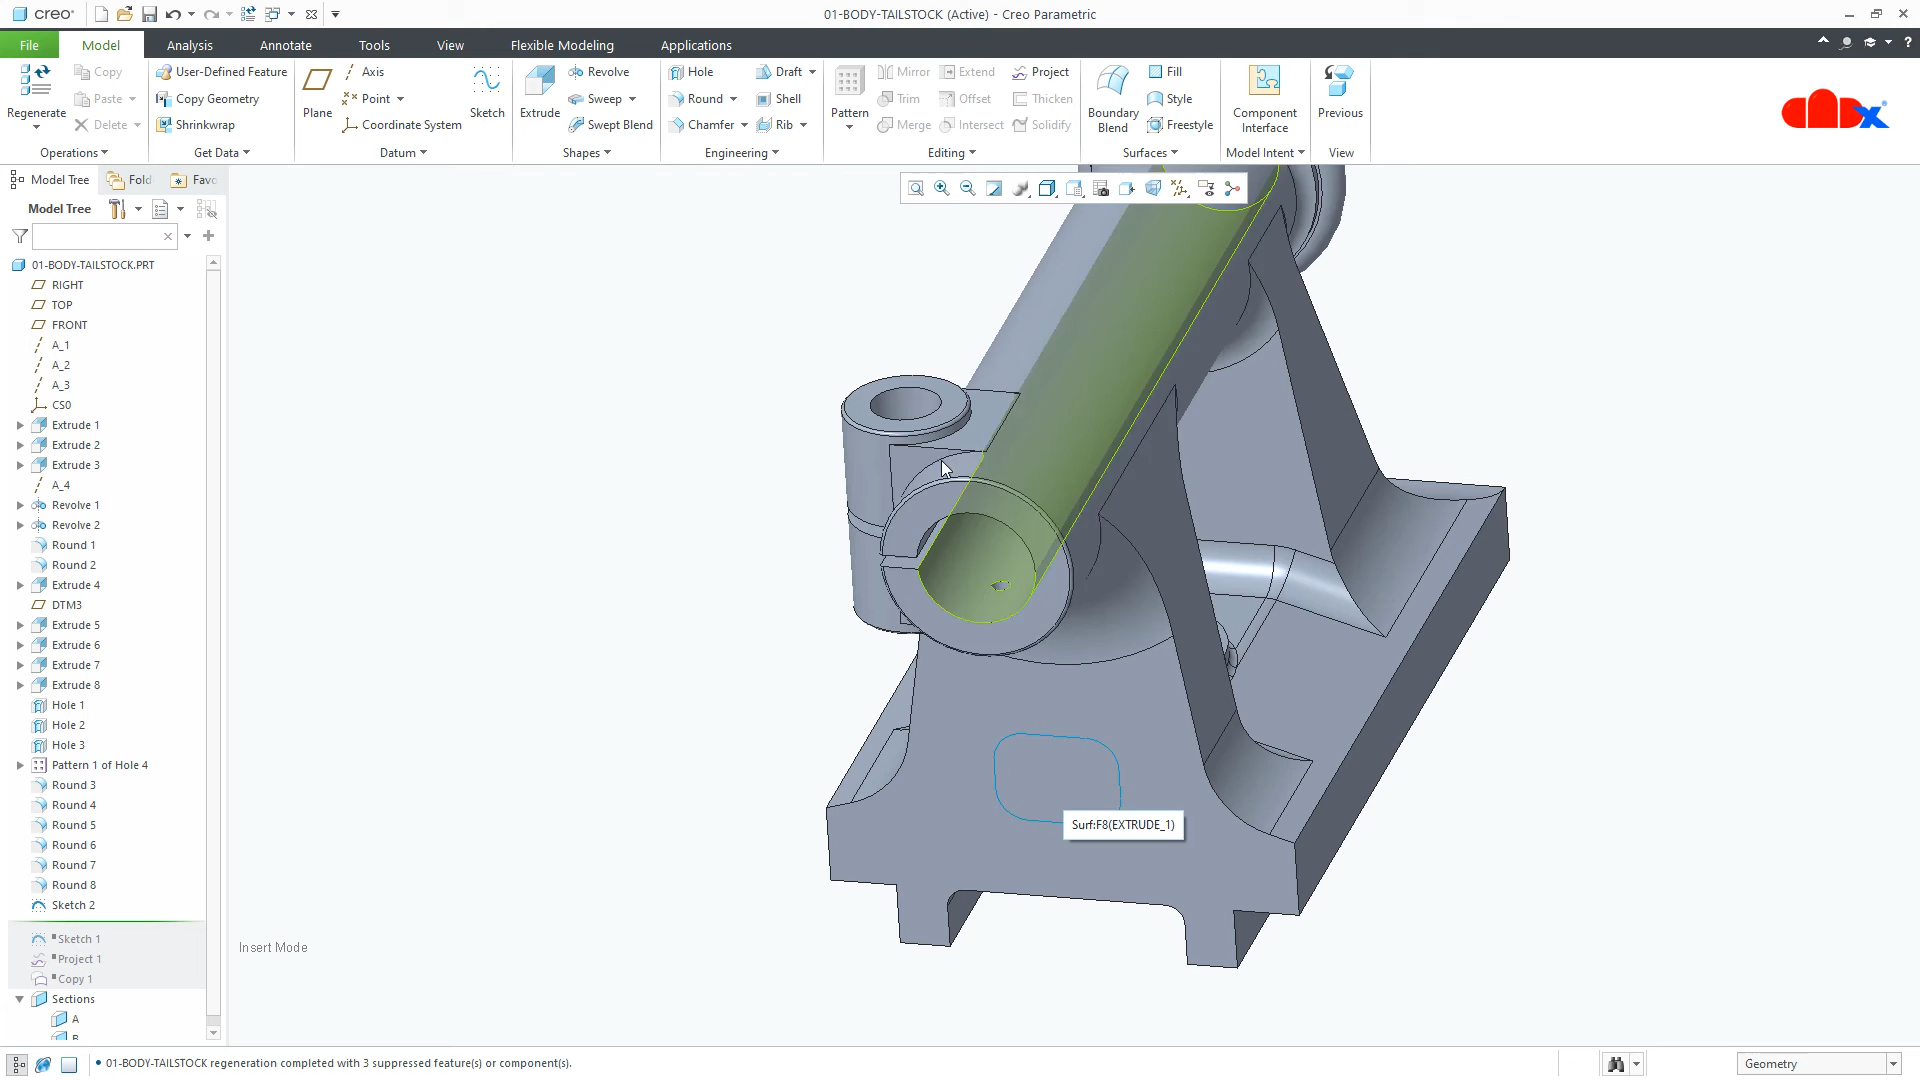 creo
01-BODY-TAILSTOCK (Active) - Creo Parametric
File Model Analysis Annotate Tools View Flexible Modeling Applications
Regenerate
Copy
Paste
Delete
Operations
User-Defined Feature
Copy Geometry
Shrinkwrap
Get Data
Plane
Axis
Point
Coordinate System
Sketch
Datum
Extrude
Revolve
Sweep
Swept Blend
Shapes
Hole
Round
Chamfer
Draft
Shell
Rib
Engineering
Pattern
Mirror
Trim
Merge
Extend
Offset
Intersect
Project
Thicken
Solidify
Editing
Boundary
Blend
Fill
Style
Freestyle
Surfaces
Component
Interface
Model Intent
Previous
View
Model Tree
Fold
Favo
Model Tree
01-BODY-TAILSTOCK.PRT
RIGHT
TOP
FRONT
A_1
A_2
A_3
CS0
Extrude 1
Extrude 2
Extrude 3
A_4
Revolve 1
Revolve 2
Round 1
Round 2
Extrude 4
DTM3
Extrude 5
Extrude 6
Extrude 7
Extrude 8
Hole 1
Hole 2
Hole 3
Pattern 1 of Hole 4
Round 3
Round 4
Round 5
Round 6
Round 7
Round 8
Sketch 2
Sketch 1
Project 1
Copy 1
Sections
A
B
Insert Mode
Surf:F8(EXTRUDE_1)
01-BODY-TAILSTOCK regeneration completed with 3 suppressed feature(s) or component(s).
Geometry